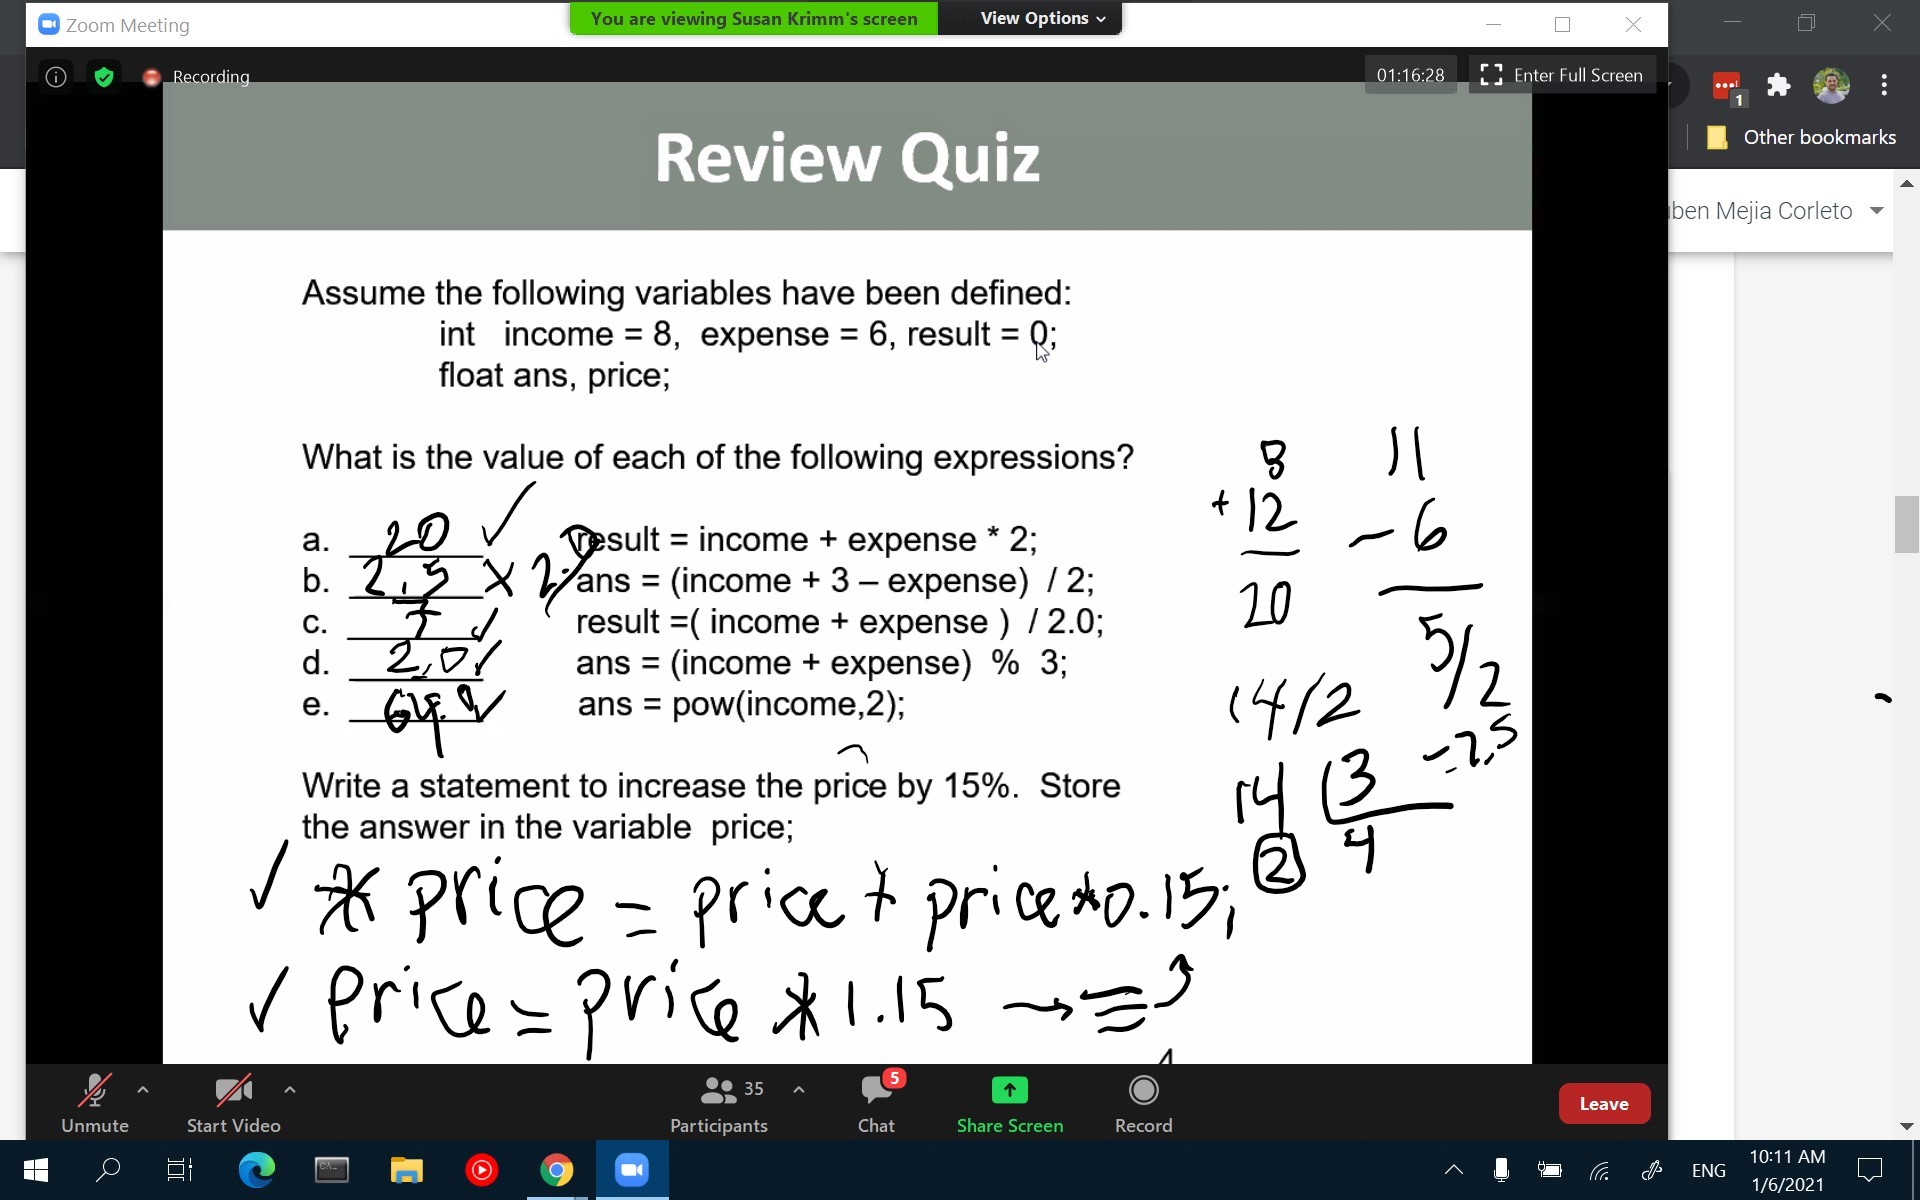 Zoom Meeting
You are viewing Susan Krimm's screen View Options
Recording
01:16:28 Enter Full Screen
1
Other bookmarks
ben Mejia Corleto
Review Quiz
Assume the following variables have been defined:
int income = 8, expense = 6, result = 0;
float ans, price;
What is the value of each of the following expressions?
a. 20 ✓ result = income + expense * 2;
b. 2.5 X 2.0 ans = (income + 3 – expense) / 2;
c. 7 ✓ result =( income + expense ) / 2.0;
d. 2.0 ✓ ans = (income + expense) % 3;
e. 64.0 ✓ ans = pow(income,2);
8
+ 12
20
11
- 6
5/2
= 2.5
14/2
14 3
2 4
Write a statement to increase the price by 15%. Store
the answer in the variable price;
✓ * price = price + price*0.15;
✓ price = price * 1.15 →
Unmute
Start Video
35
Participants
5
Chat
Share Screen
Record
Leave
ENG
10:11 AM
1/6/2021